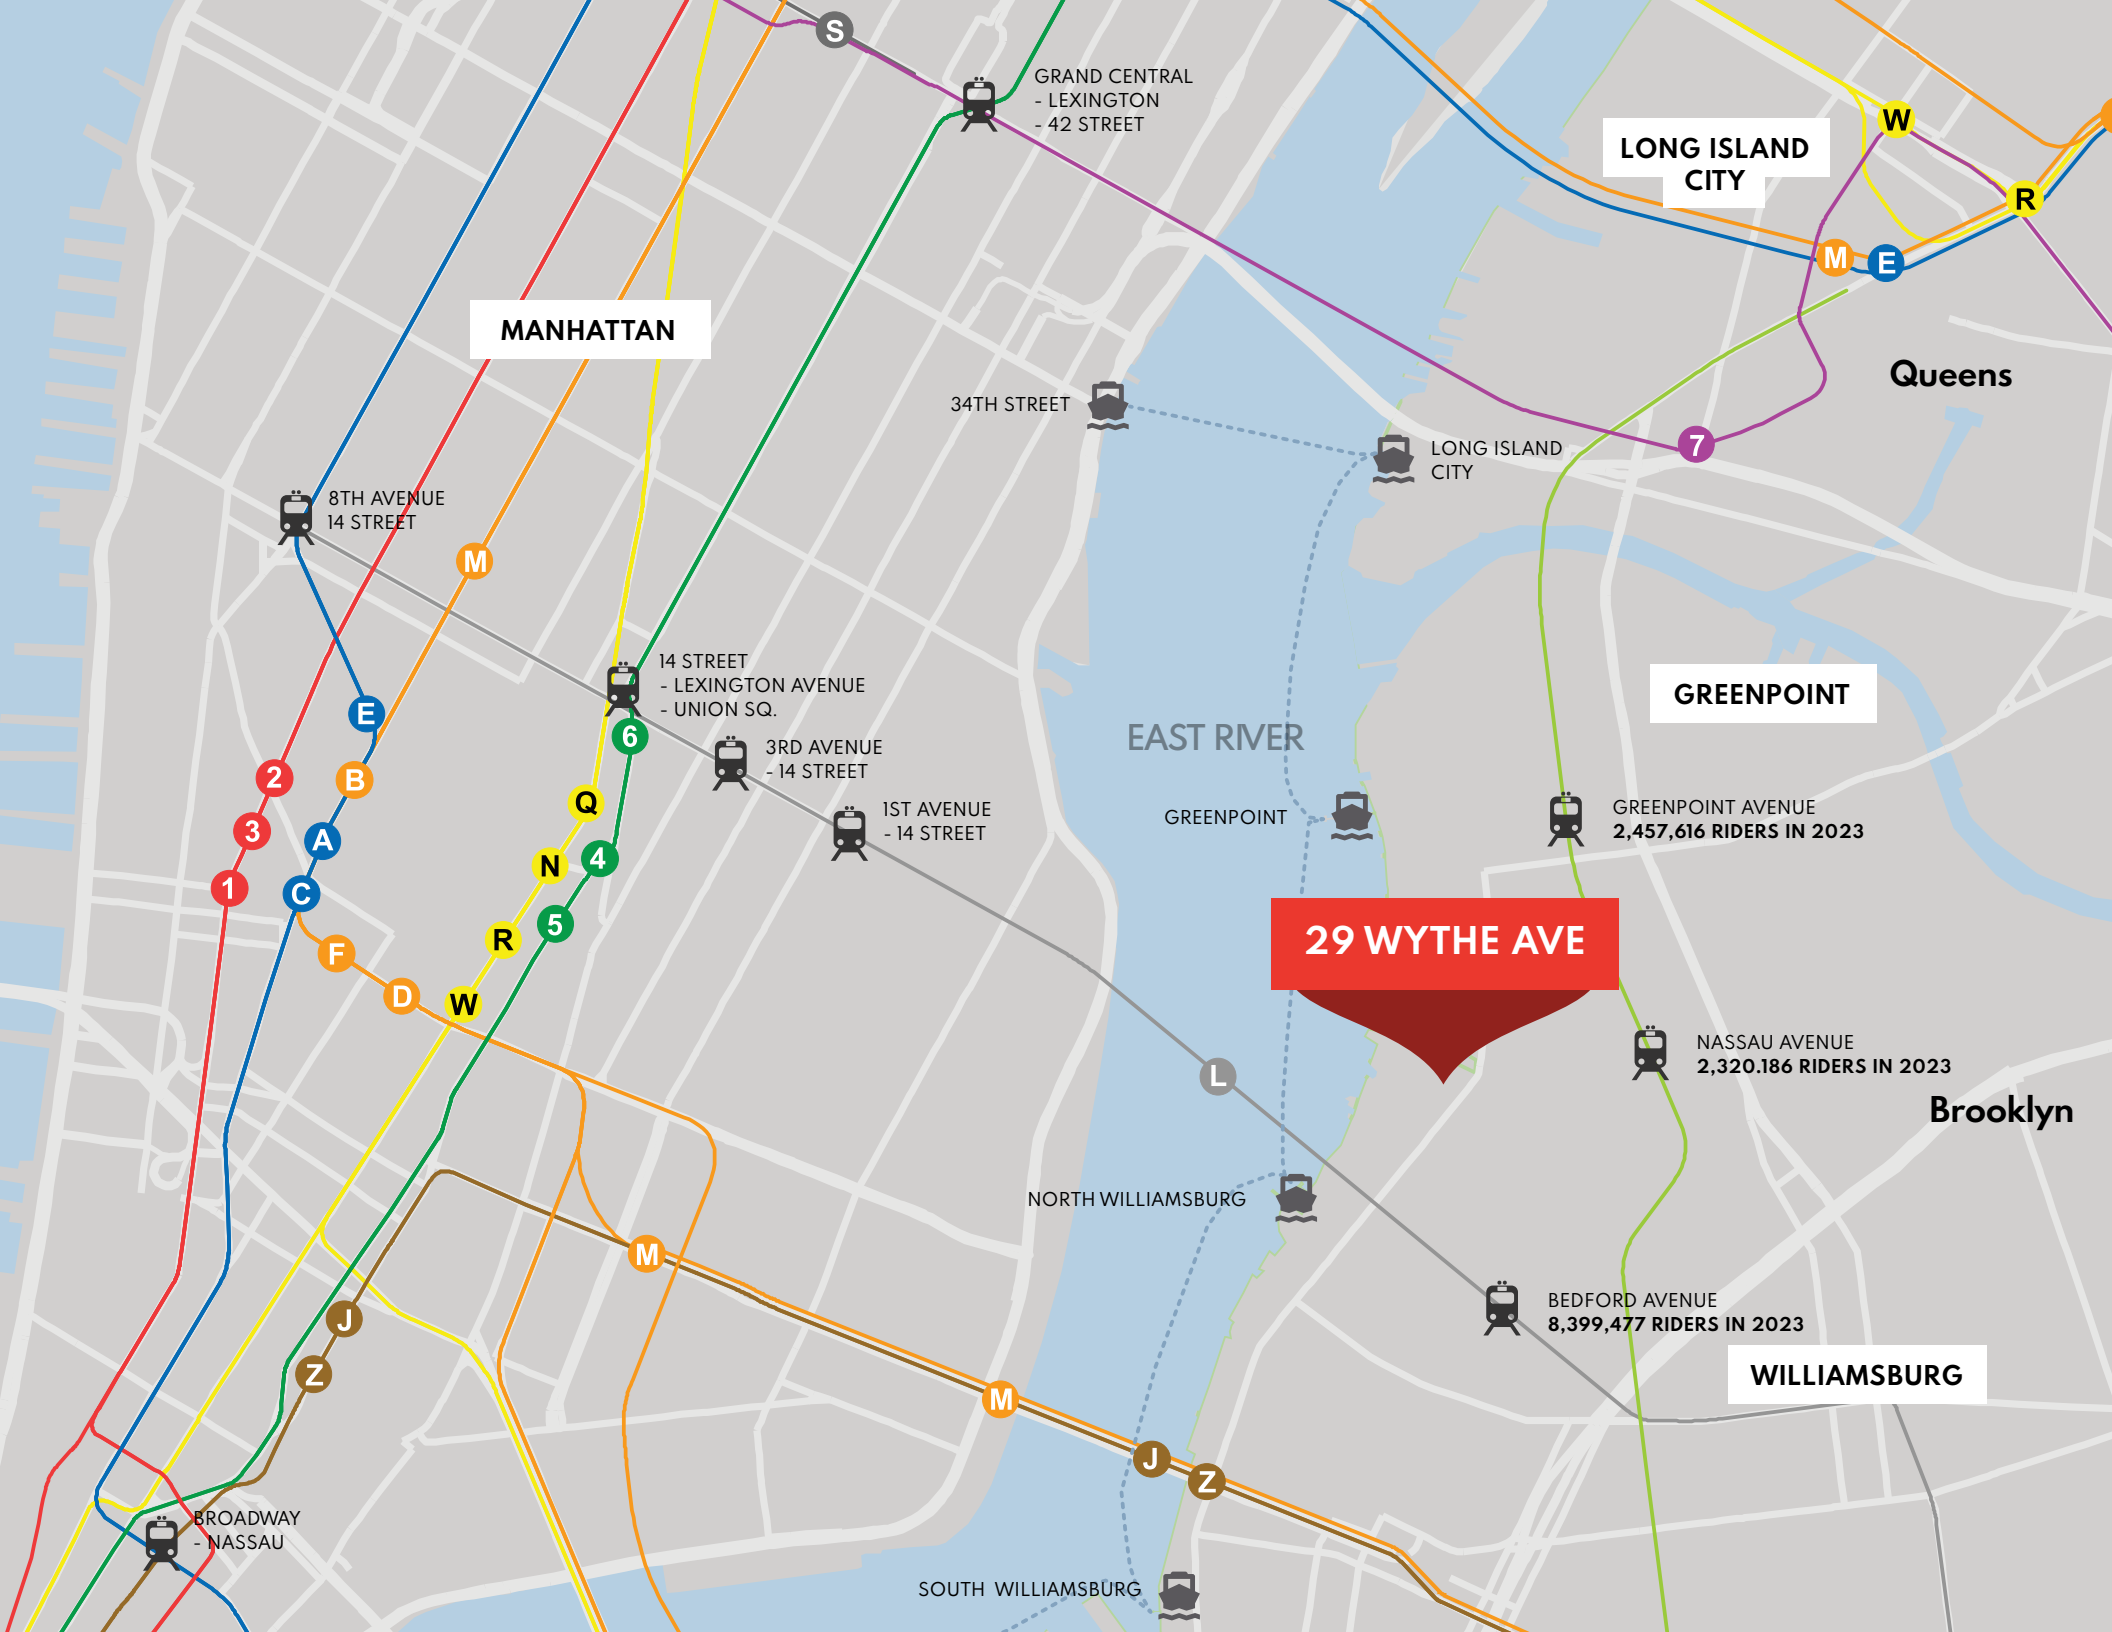 S
GRAND CENTRAL
- LEXINGTON
- 42 STREET
LONG ISLAND
CITY
W
R
M
E
MANHATTAN
Queens
34TH STREET
LONG ISLAND
CITY
7
8TH AVENUE
14 STREET
M
14 STREET
- LEXINGTON AVENUE
- UNION SQ.
GREENPOINT
E
6
EAST RIVER
3RD AVENUE
- 14 STREET
2
B
Q
1ST AVENUE
- 14 STREET
GREENPOINT
GREENPOINT AVENUE
2,457,616 RIDERS IN 2023
3
A
N
4
1
C
5
R
F
29 WYTHE AVE
D
W
NASSAU AVENUE
2,320.186 RIDERS IN 2023
L
Brooklyn
NORTH WILLIAMSBURG
M
BEDFORD AVENUE
8,399,477 RIDERS IN 2023
J
Z
WILLIAMSBURG
M
J
Z
BROADWAY
- NASSAU
SOUTH WILLIAMSBURG